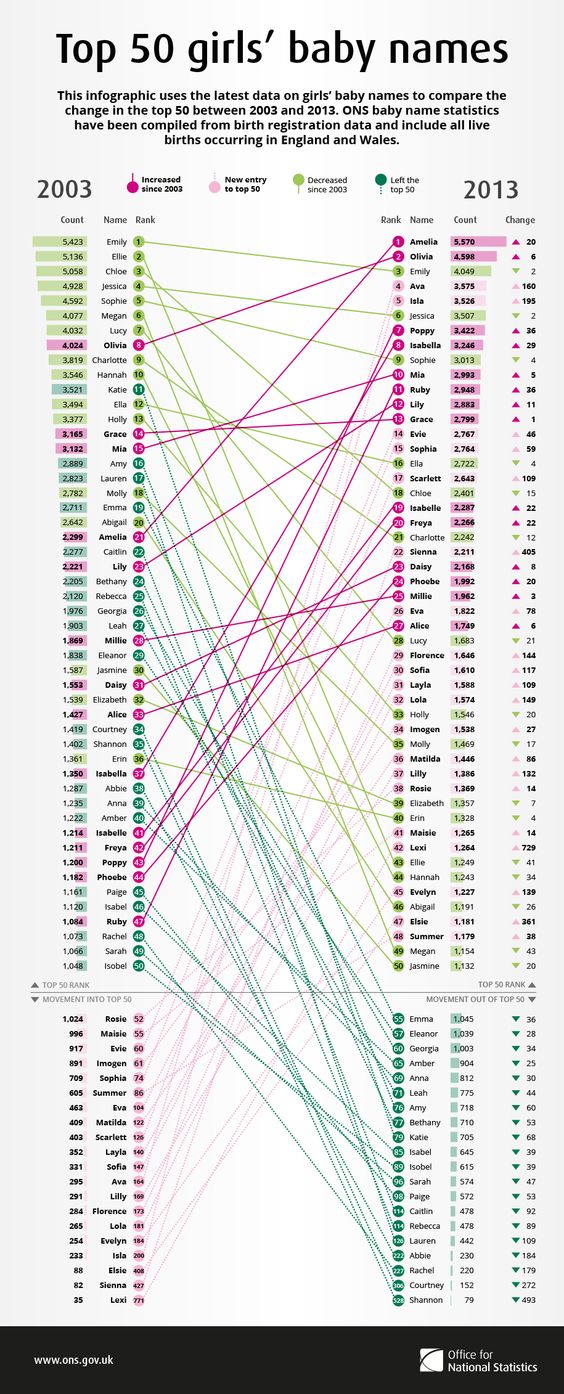 Top 50 girls’ baby names
This infographic uses the latest data on girls’ baby names to compare the
change in the top 50 between 2003 and 2013. ONS baby name statistics
have been compiled from birth registration data and include all live
births occurring in England and Wales.
2003 Increased since 2003 New entry to top 50 Decreased since 2003 Left the top 50 2013
Count Name Rank Rank Name Count Change
5,423 Emily 1 1 Amelia 5,570 ▲ 20
5,136 Ellie 2 2 Olivia 4,598 ▲ 6
5,058 Chloe 3 3 Emily 4,049 ▼ 2
4,928 Jessica 4 4 Ava 3,575 ▲ 160
4,592 Sophie 5 5 Isla 3,526 ▲ 195
4,077 Megan 6 6 Jessica 3,507 ▼ 2
4,032 Lucy 7 7 Poppy 3,422 ▲ 36
4,024 Olivia 8 8 Isabella 3,246 ▲ 29
3,819 Charlotte 9 9 Sophie 3,013 ▼ 4
3,546 Hannah 10 10 Mia 2,993 ▲ 5
3,521 Katie 11 11 Ruby 2,948 ▲ 36
3,494 Ella 12 12 Lily 2,883 ▲ 11
3,377 Holly 13 13 Grace 2,799 ▲ 1
3,165 Grace 14 14 Evie 2,767 ▲ 46
3,132 Mia 15 15 Sophia 2,764 ▲ 59
2,889 Amy 16 16 Ella 2,722 ▼ 4
2,823 Lauren 17 17 Scarlett 2,643 ▲ 109
2,782 Molly 18 18 Chloe 2,401 ▼ 15
2,711 Emma 19 19 Isabelle 2,287 ▲ 22
2,642 Abigail 20 20 Freya 2,266 ▲ 22
2,299 Amelia 21 21 Charlotte 2,242 ▼ 12
2,277 Caitlin 22 22 Sienna 2,211 ▲ 405
2,221 Lily 23 23 Daisy 2,168 ▲ 8
2,205 Bethany 24 24 Phoebe 1,992 ▲ 20
2,120 Rebecca 25 25 Millie 1,962 ▲ 3
1,976 Georgia 26 26 Eva 1,822 ▲ 78
1,903 Leah 27 27 Alice 1,749 ▲ 6
1,869 Millie 28 28 Lucy 1,683 ▼ 21
1,838 Eleanor 29 29 Florence 1,646 ▲ 144
1,587 Jasmine 30 30 Sofia 1,610 ▲ 117
1,553 Daisy 31 31 Layla 1,588 ▲ 109
1,539 Elizabeth 32 32 Lola 1,574 ▲ 149
1,427 Alice 33 33 Holly 1,546 ▼ 20
1,419 Courtney 34 34 Imogen 1,538 ▲ 27
1,402 Shannon 35 35 Molly 1,469 ▼ 17
1,361 Erin 36 36 Matilda 1,446 ▲ 86
1,350 Isabella 37 37 Lilly 1,386 ▲ 132
1,287 Abbie 38 38 Rosie 1,369 ▲ 14
1,235 Anna 39 39 Elizabeth 1,357 ▼ 7
1,222 Amber 40 40 Erin 1,328 ▼ 4
1,214 Isabelle 41 41 Maisie 1,265 ▲ 14
1,211 Freya 42 42 Lexi 1,264 ▲ 729
1,200 Poppy 43 43 Ellie 1,249 ▼ 41
1,182 Phoebe 44 44 Hannah 1,243 ▼ 34
1,161 Paige 45 45 Evelyn 1,227 ▲ 139
1,120 Isabel 46 46 Abigail 1,191 ▼ 26
1,084 Ruby 47 47 Elsie 1,181 ▲ 361
1,073 Rachel 48 48 Summer 1,179 ▲ 38
1,066 Sarah 49 49 Megan 1,154 ▼ 43
1,048 Isobel 50 50 Jasmine 1,132 ▼ 20
▲ TOP 50 RANK TOP 50 RANK ▲
▼ MOVEMENT INTO TOP 50 MOVEMENT OUT OF TOP 50 ▼
1,024 Rosie 52 55 Emma 1,045 ▼ 36
996 Maisie 55 57 Eleanor 1,039 ▼ 28
917 Evie 60 60 Georgia 1,003 ▼ 34
891 Imogen 61 65 Amber 904 ▼ 25
709 Sophia 74 69 Anna 812 ▼ 30
605 Summer 86 71 Leah 775 ▼ 44
463 Eva 104 76 Amy 718 ▼ 60
409 Matilda 122 77 Bethany 710 ▼ 53
403 Scarlett 126 79 Katie 705 ▼ 68
352 Layla 140 85 Isabel 645 ▼ 39
331 Sofia 147 89 Isobel 615 ▼ 39
295 Ava 164 96 Sarah 574 ▼ 47
291 Lilly 169 98 Paige 572 ▼ 53
284 Florence 173 114 Caitlin 478 ▼ 92
265 Lola 181 114 Rebecca 478 ▼ 89
254 Evelyn 184 126 Lauren 442 ▼ 109
233 Isla 200 222 Abbie 230 ▼ 184
88 Elsie 408 227 Rachel 220 ▼ 179
82 Sienna 427 306 Courtney 152 ▼ 272
35 Lexi 771 528 Shannon 79 ▼ 493
www.ons.gov.uk
Office for
National Statistics